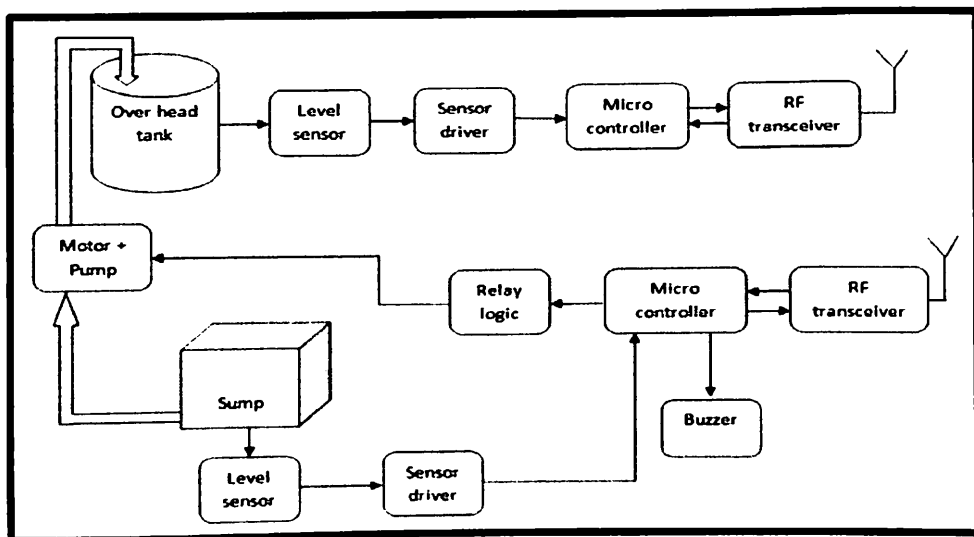 Over head
tank
Level
sensor
Sensor
driver
Micro
controller
RF
transceiver
Motor +
Pump
Relay
logic
Micro
controller
RF
transceiver
Sump
Buzzer
Level
sensor
Sensor
driver